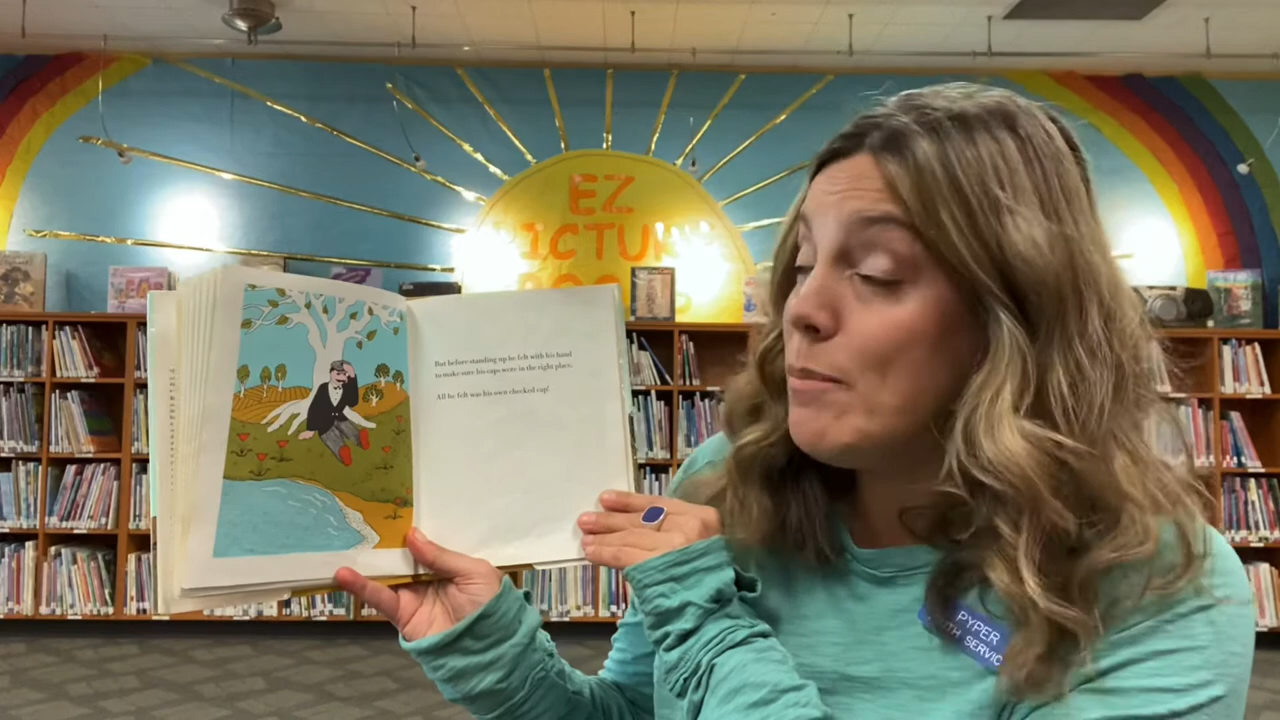 EZ
But before standing up he felt with his hand
to make sure his caps were in the right place.
All he felt was his own checked cap!
PYPER
SERVIC